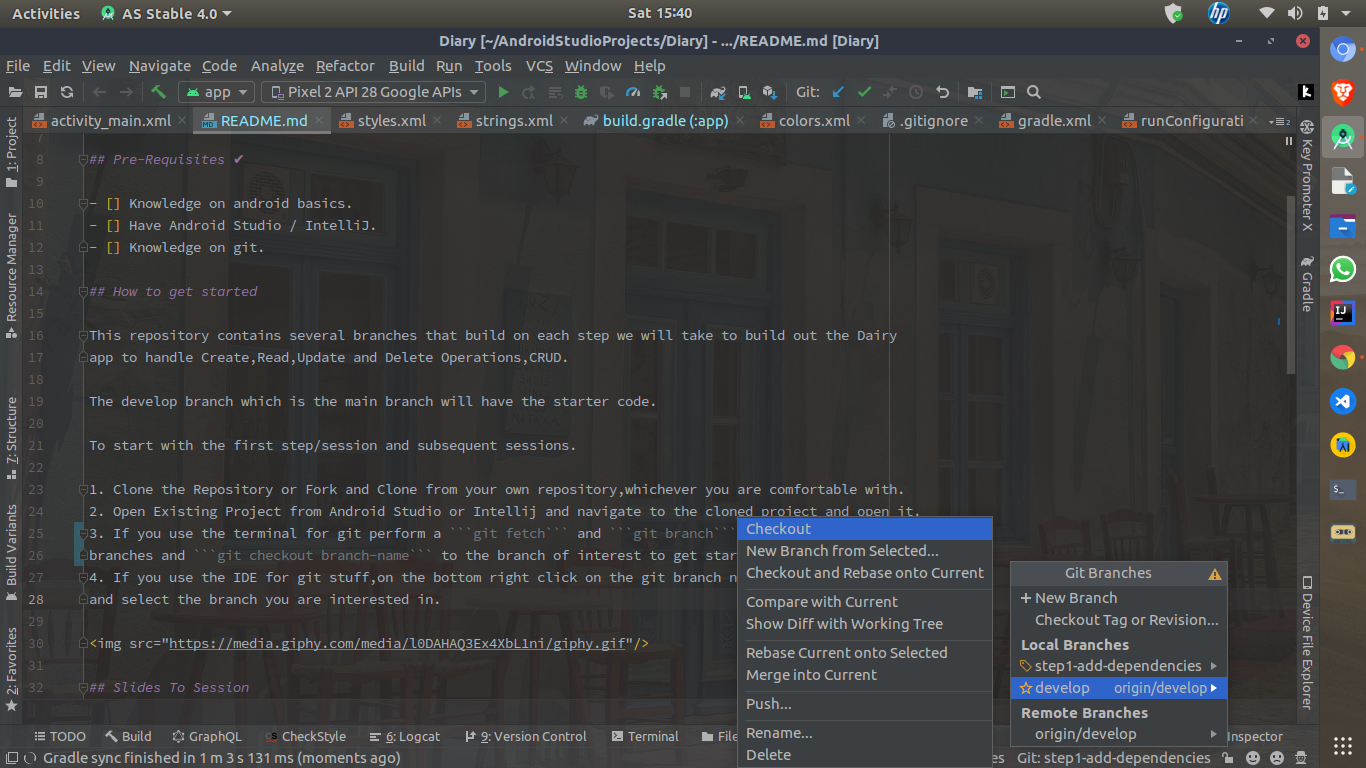 Activities
AS Stable 4.0
Sat 15:40
Diary [~/AndroidStudioProjects/Diary] - .../README.md [Diary]
File Edit View Navigate Code Analyze Refactor Build Run Tools VCS Window Help
app
Pixel 2 API 28 Google APIs
Git:
activity_main.xml
README.md
styles.xml
strings.xml
build.gradle (:app)
colors.xml
.gitignore
gradle.xml
runConfigurati
1: Project
Resource Manager
7: Structure
Build Variants
2: Favorites
7
8 ## Pre-Requisites ✔
9
10 - [] Knowledge on android basics.
11 - [] Have Android Studio / IntelliJ.
12 - [] Knowledge on git.
13
14 ## How to get started
15
16 This repository contains several branches that build on each step we will take to build out the Dairy
17 app to handle Create,Read,Update and Delete Operations,CRUD.
18
19 The develop branch which is the main branch will have the starter code.
20
21 To start with the first step/session and subsequent sessions.
22
23 1. Clone the Repository or Fork and Clone from your own repository,whichever you are comfortable with.
24 2. Open Existing Project from Android Studio or Intellij and navigate to the cloned project and open it.
25 3. If you use the terminal for git perform a ```git fetch``` and ```git branch```
26 branches and ```git checkout branch-name``` to the branch of interest to get star
27 4. If you use the IDE for git stuff,on the bottom right click on the git branch n
28 and select the branch you are interested in.
29
30 <img src="https://media.giphy.com/media/l0DAHAQ3Ex4XbL1ni/giphy.gif"/>
31
32 ## Slides To Session
Checkout
New Branch from Selected...
Checkout and Rebase onto Current
Compare with Current
Show Diff with Working Tree
Rebase Current onto Selected
Merge into Current
Push...
Rename...
Delete
Git Branches
+ New Branch
Checkout Tag or Revision...
Local Branches
step1-add-dependencies
develop origin/develop
Remote Branches
origin/develop
Key Promoter X
Gradle
Device File Explorer
TODO
Build
GraphQL
CheckStyle
6: Logcat
9: Version Control
Terminal
File
Inspector
Gradle sync finished in 1 m 3 s 131 ms (moments ago)
es
Git: step1-add-dependencies